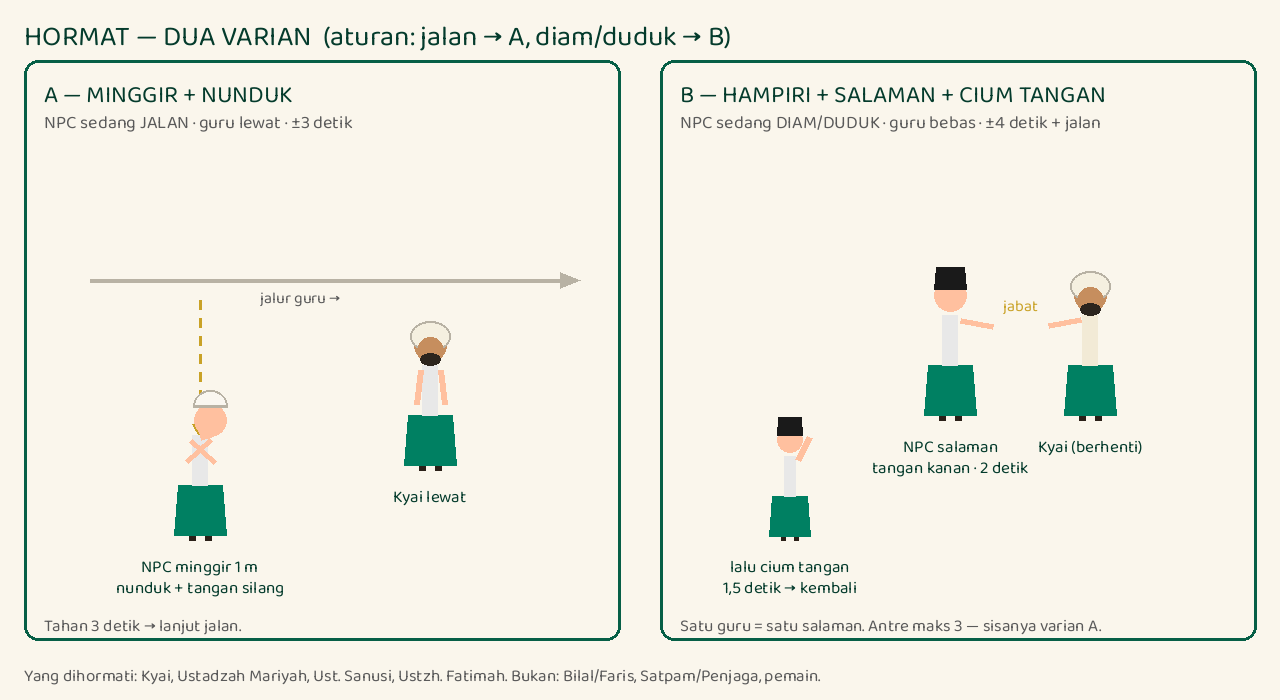 HORMAT — DUA VARIAN (aturan: jalan → A, diam/duduk → B)
A — MINGGIR + NUNDUK
NPC sedang JALAN · guru lewat · ±3 detik
jalur guru →
Kyai lewat
NPC minggir 1 m
nunduk + tangan silang
Tahan 3 detik → lanjut jalan.
B — HAMPIRI + SALAMAN + CIUM TANGAN
NPC sedang DIAM/DUDUK · guru bebas · ±4 detik + jalan
jabat
NPC salaman
tangan kanan · 2 detik
Kyai (berhenti)
lalu cium tangan
1,5 detik → kembali
Satu guru = satu salaman. Antre maks 3 — sisanya varian A.
Yang dihormati: Kyai, Ustadzah Mariyah, Ust. Sanusi, Ustzh. Fatimah. Bukan: Bilal/Faris, Satpam/Penjaga, pemain.